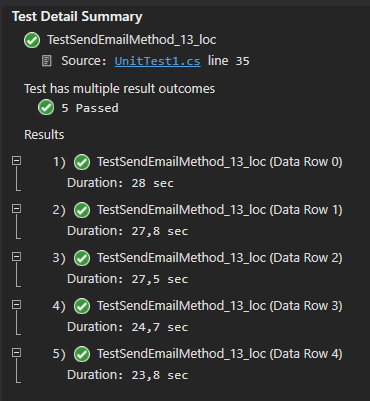 Test Detail Summary
TestSendEmailMethod_13_loc
Source: UnitTest1.cs line 35
Test has multiple result outcomes
5 Passed
Results
1) TestSendEmailMethod_13_loc (Data Row 0)
Duration: 28 sec
2) TestSendEmailMethod_13_loc (Data Row 1)
Duration: 27,8 sec
3) TestSendEmailMethod_13_loc (Data Row 2)
Duration: 27,5 sec
4) TestSendEmailMethod_13_loc (Data Row 3)
Duration: 24,7 sec
5) TestSendEmailMethod_13_loc (Data Row 4)
Duration: 23,8 sec